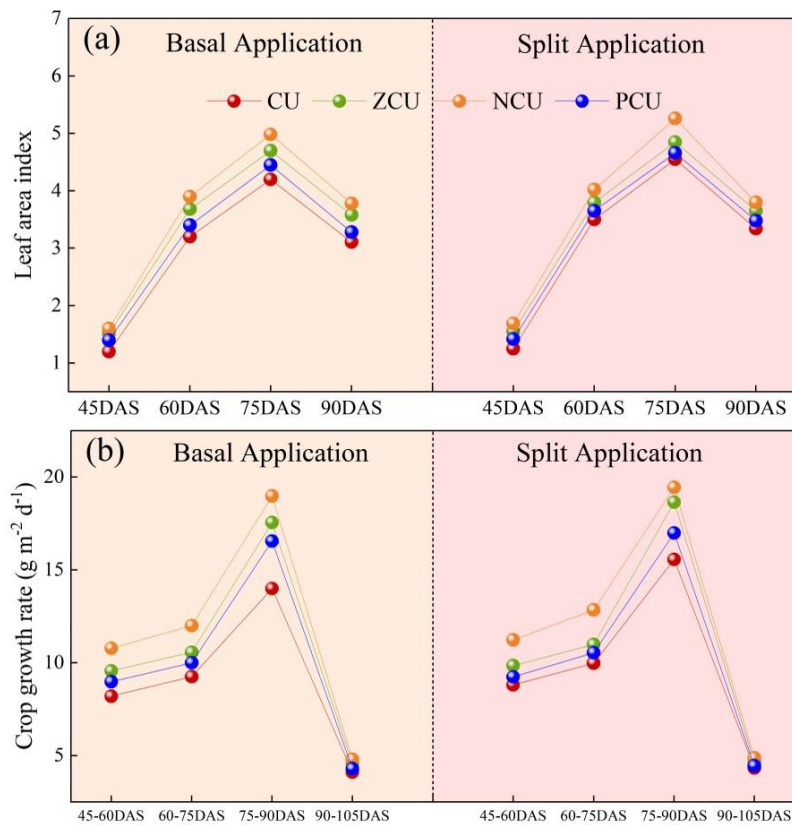 (a)
Basal Application
Split Application
CU ZCU NCU PCU
Leaf area index
7
6
5
4
3
2
1
45DAS 60DAS 75DAS 90DAS
45DAS 60DAS 75DAS 90DAS
(b)
Basal Application
Split Application
Crop growth rate (g m⁻² d⁻¹)
20
15
10
5
45-60DAS 60-75DAS 75-90DAS 90-105DAS
45-60DAS 60-75DAS 75-90DAS 90-105DAS